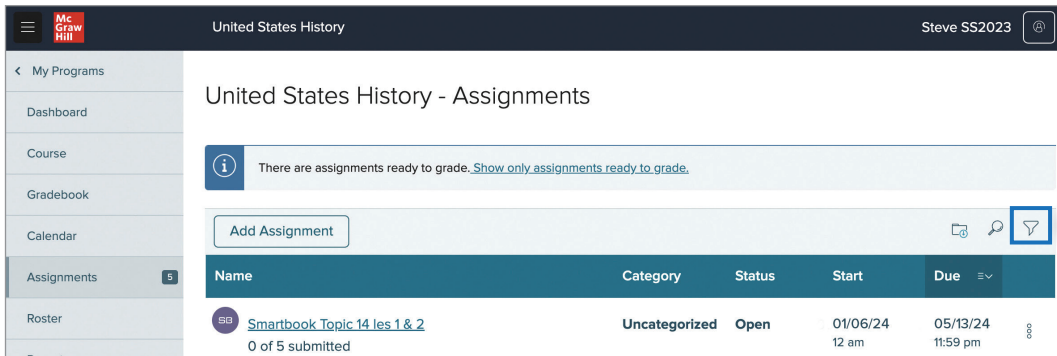 Mc
Graw
Hill
United States History
Steve SS2023
My Programs
Dashboard
Course
Gradebook
Calendar
Assignments 5
Roster
United States History - Assignments
There are assignments ready to grade. Show only assignments ready to grade.
Add Assignment
Name Category Status Start Due
SB Smartbook Topic 14 les 1 & 2 Uncategorized Open 01/06/24 05/13/24
0 of 5 submitted 12 am 11:59 pm